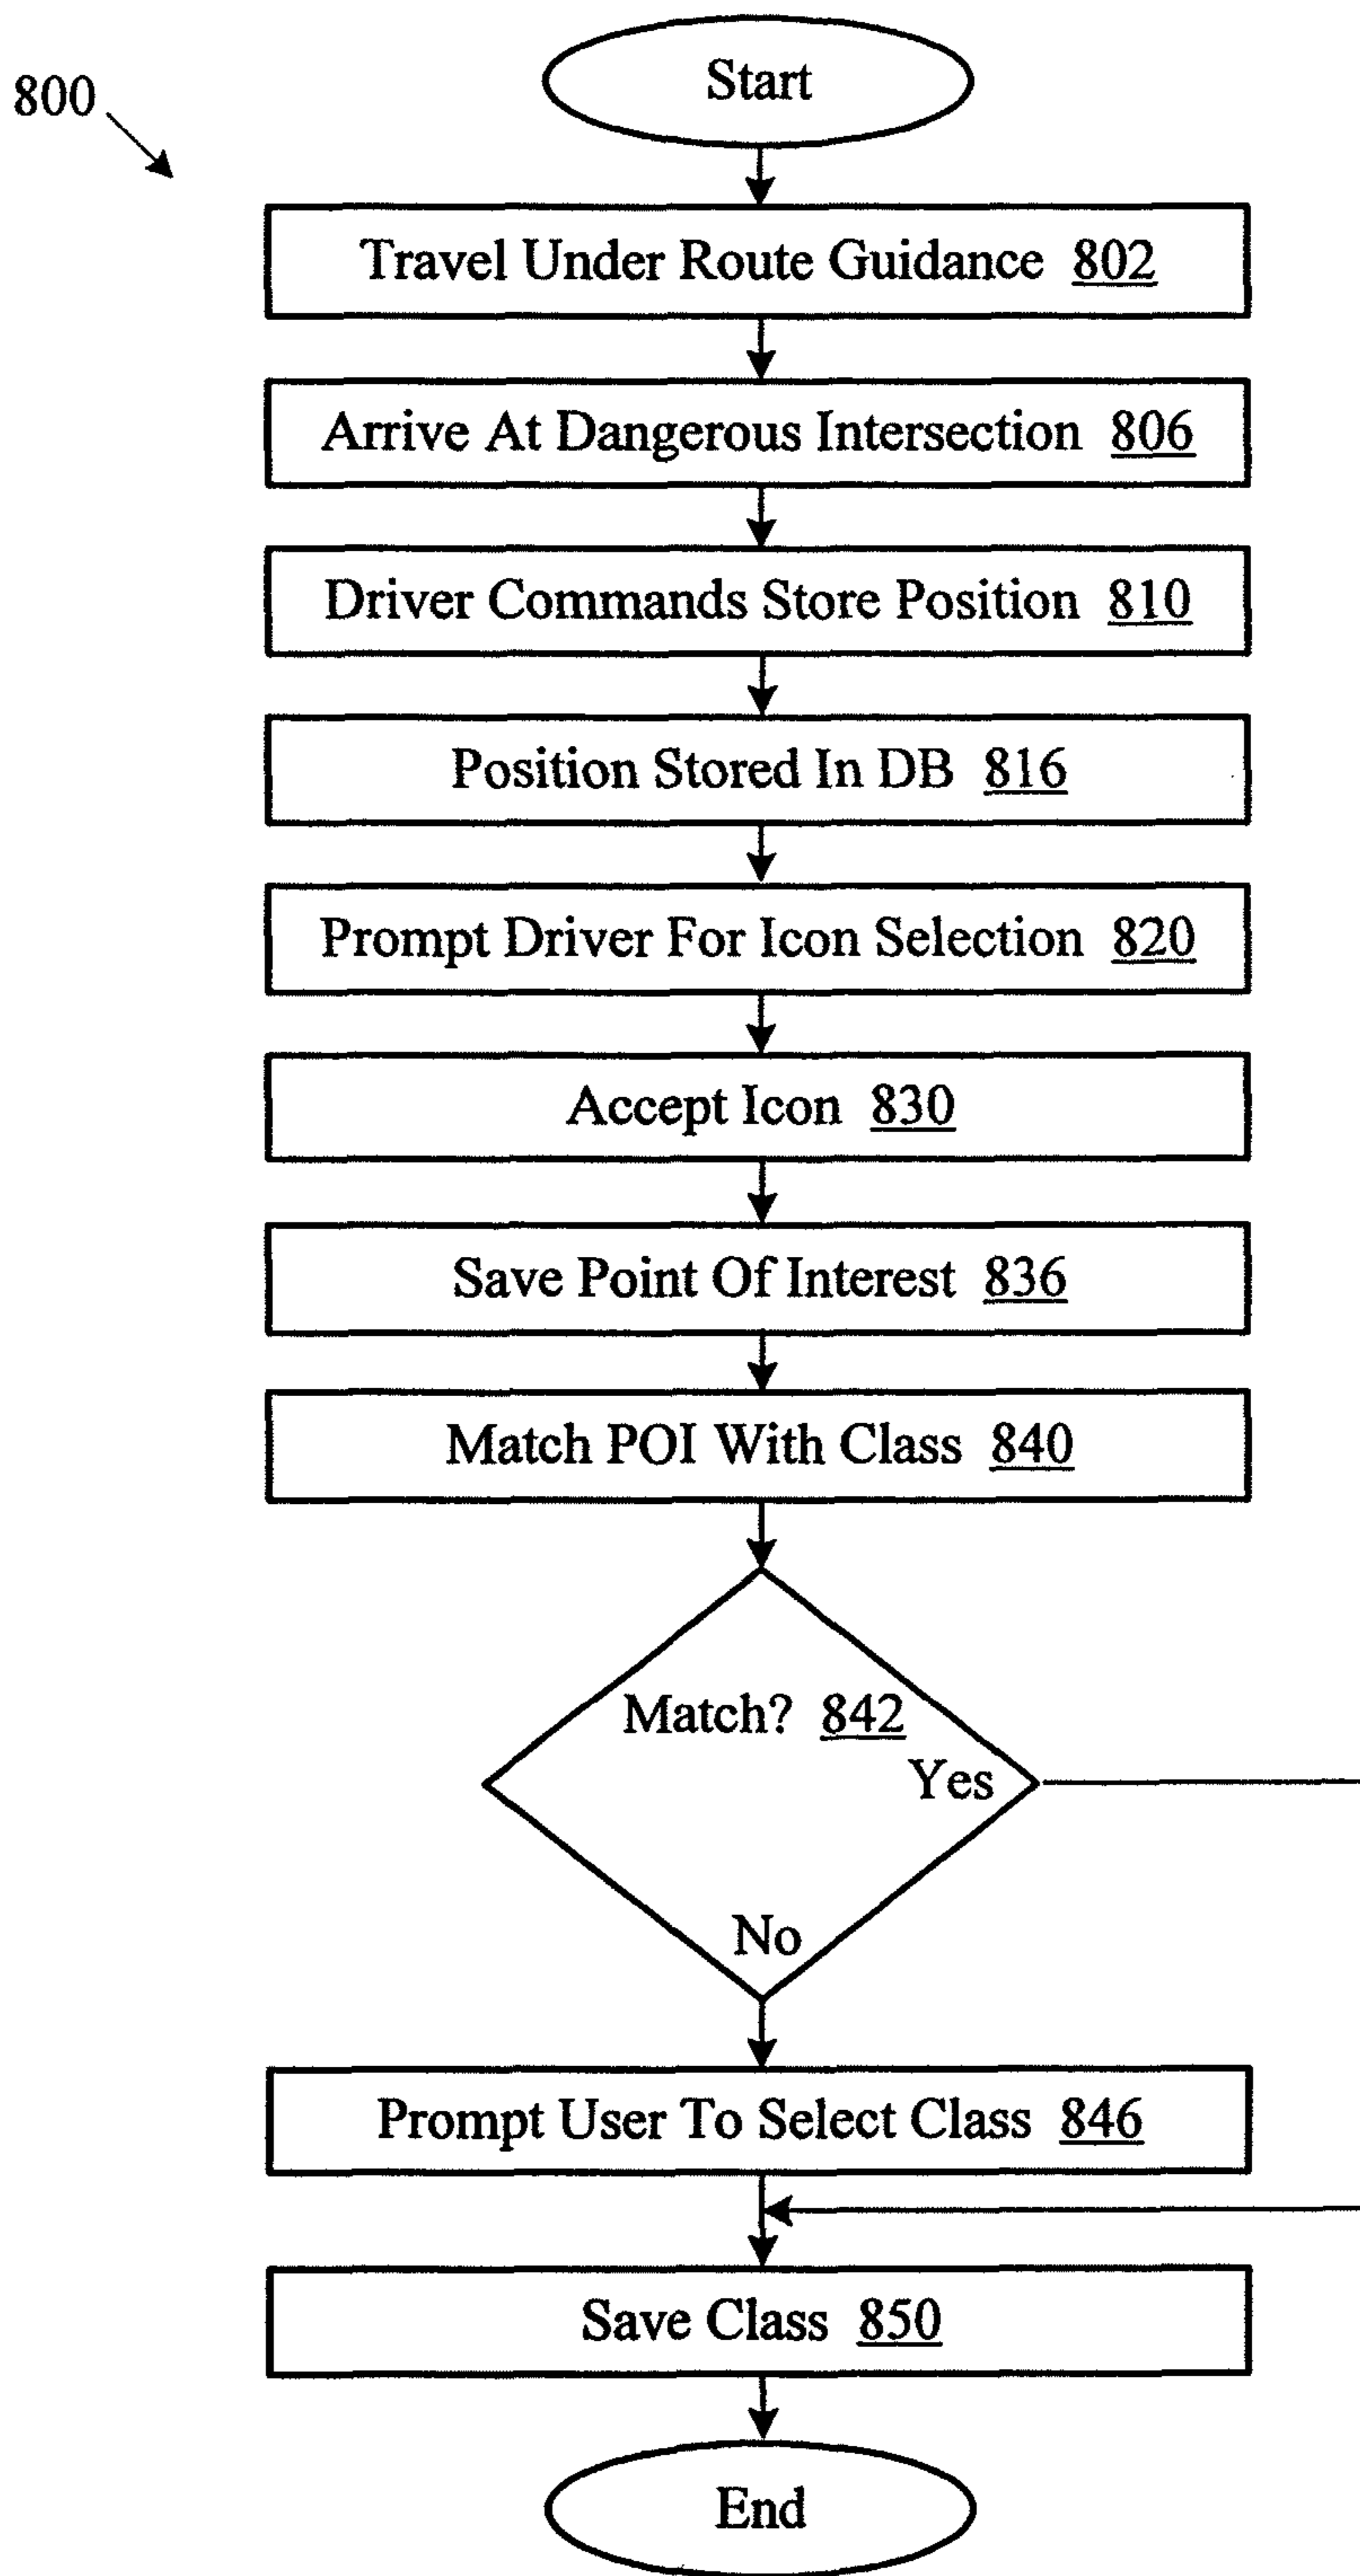 800
Start
Travel Under Route Guidance 802
Arrive At Dangerous Intersection 806
Driver Commands Store Position 810
Position Stored In DB 816
Prompt Driver For Icon Selection 820
Accept Icon 830
Save Point Of Interest 836
Match POI With Class 840
Match? 842
Yes
No
Prompt User To Select Class 846
Save Class 850
End